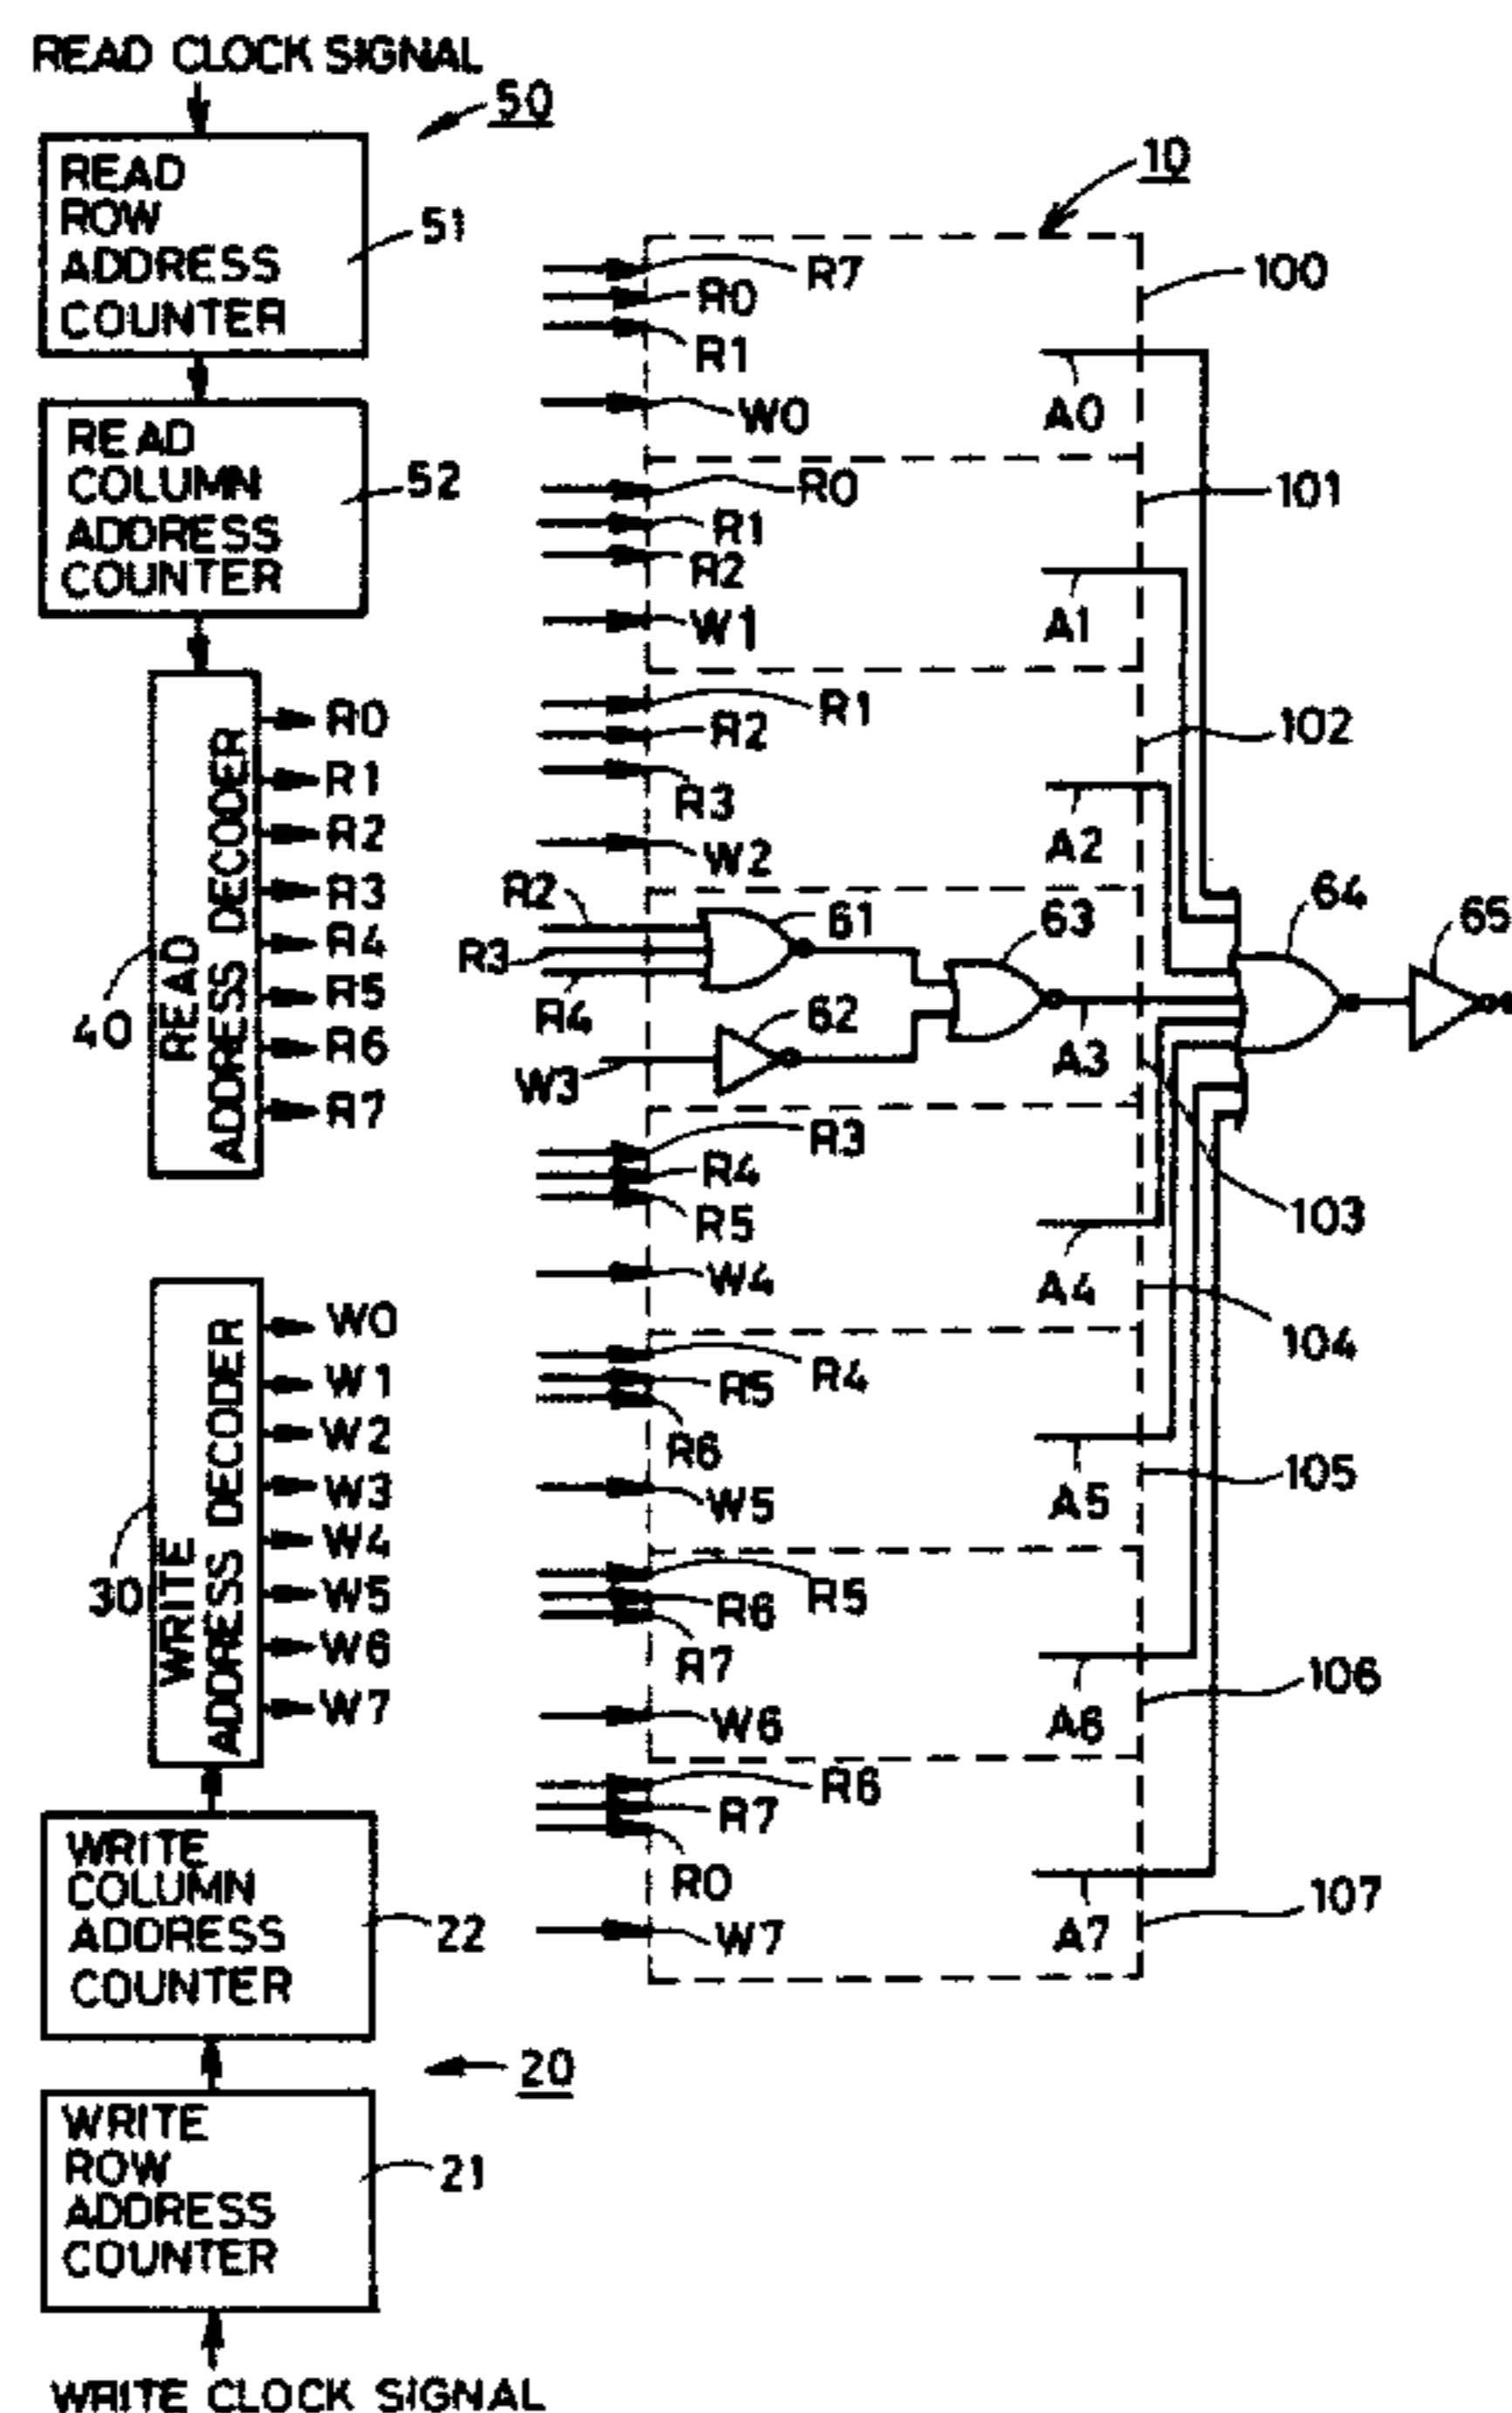 READ CLOCK SIGNAL
50
READ
ROW
ADDRESS
COUNTER
51
READ
COLUMN
ADDRESS
COUNTER
52
READ
ADDRESS DECODER
40
R0
R1
R2
R3
R4
R5
R6
R7
WRITE
ADDRESS DECODER
30
W0
W1
W2
W3
W4
W5
W6
W7
WRITE
COLUMN
ADDRESS
COUNTER
22
20
WRITE
ROW
ADDRESS
COUNTER
21
WRITE CLOCK SIGNAL
10
R7
R0
R1
W0
A0
100
R0
R1
R2
W1
A1
101
R1
R2
R3
W2
A2
102
R2
R3
R4
W3
61
62
63
A3
64
65
103
R3
R4
R5
W4
A4
104
R4
R5
R6
W5
A5
105
R5
R6
R7
W6
A6
106
R6
R7
R0
W7
A7
107